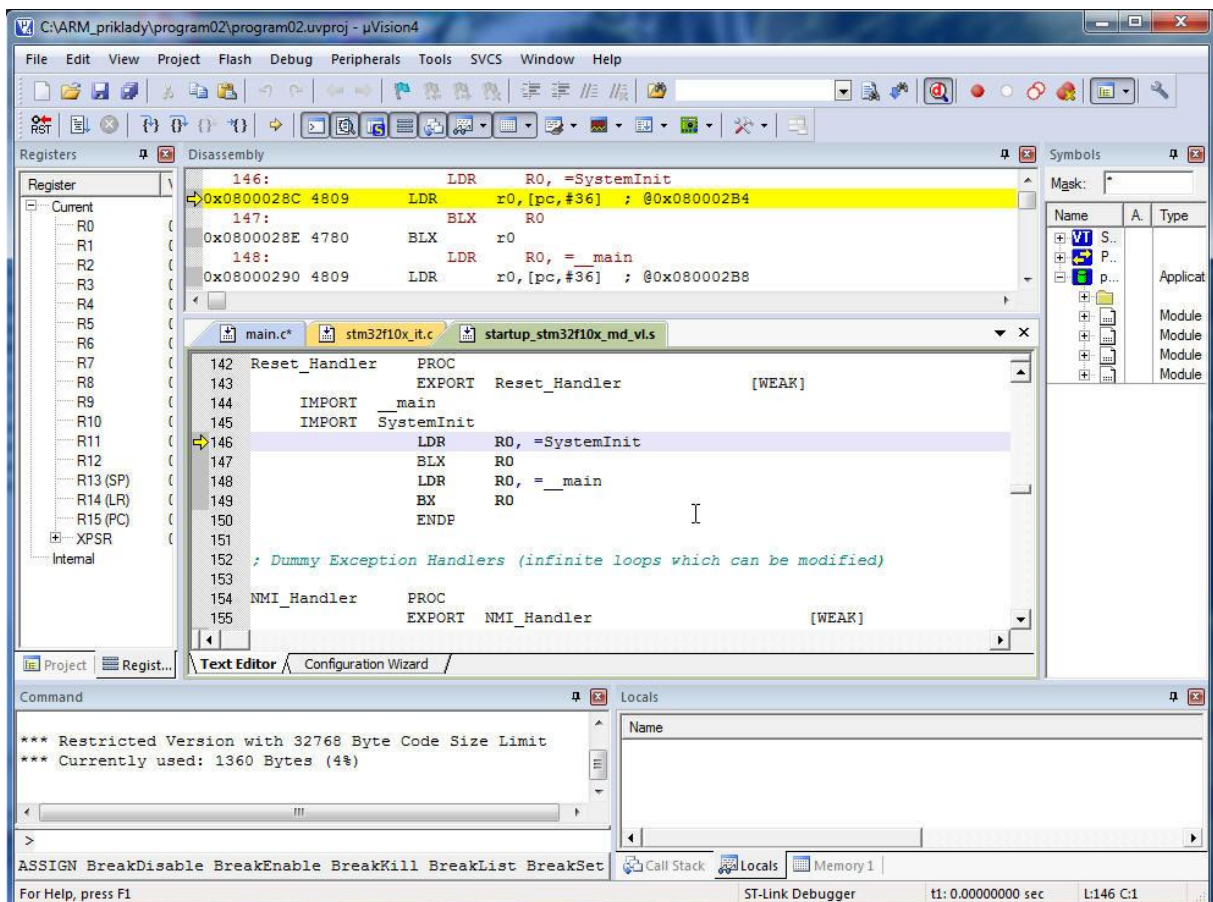 C:\ARM_priklady\program02\program02.uvproj - µVision4
File Edit View Project Flash Debug Peripherals Tools SVCS Window Help
RST
Registers
Register V
Current
R0
R1
R2
R3
R4
R5
R6
R7
R8
R9
R10
R11
R12
R13 (SP)
R14 (LR)
R15 (PC)
XPSR
Internal
Project Regist...
Disassembly
146: LDR R0, =SystemInit
0x0800028C 4809 LDR r0,[pc,#36] ; @0x080002B4
147: BLX R0
0x0800028E 4780 BLX r0
148: LDR R0, =__main
0x08000290 4809 LDR r0,[pc,#36] ; @0x080002B8
main.c* stm32f10x_it.c startup_stm32f10x_md_vl.s
142 Reset_Handler PROC
143 EXPORT Reset_Handler [WEAK]
144 IMPORT __main
145 IMPORT SystemInit
146 LDR R0, =SystemInit
147 BLX R0
148 LDR R0, =__main
149 BX R0
150 ENDP
151
152 ; Dummy Exception Handlers (infinite loops which can be modified)
153
154 NMI_Handler PROC
155 EXPORT NMI_Handler [WEAK]
Text Editor Configuration Wizard
Symbols
Mask: *
Name A. Type
VT S..
P..
p... Applicat
Module
Module
Module
Module
Command
*** Restricted Version with 32768 Byte Code Size Limit
*** Currently used: 1360 Bytes (4%)
>
ASSIGN BreakDisable BreakEnable BreakKill BreakList BreakSet
Locals
Name
Call Stack Locals Memory 1
For Help, press F1 ST-Link Debugger t1: 0.00000000 sec L:146 C:1